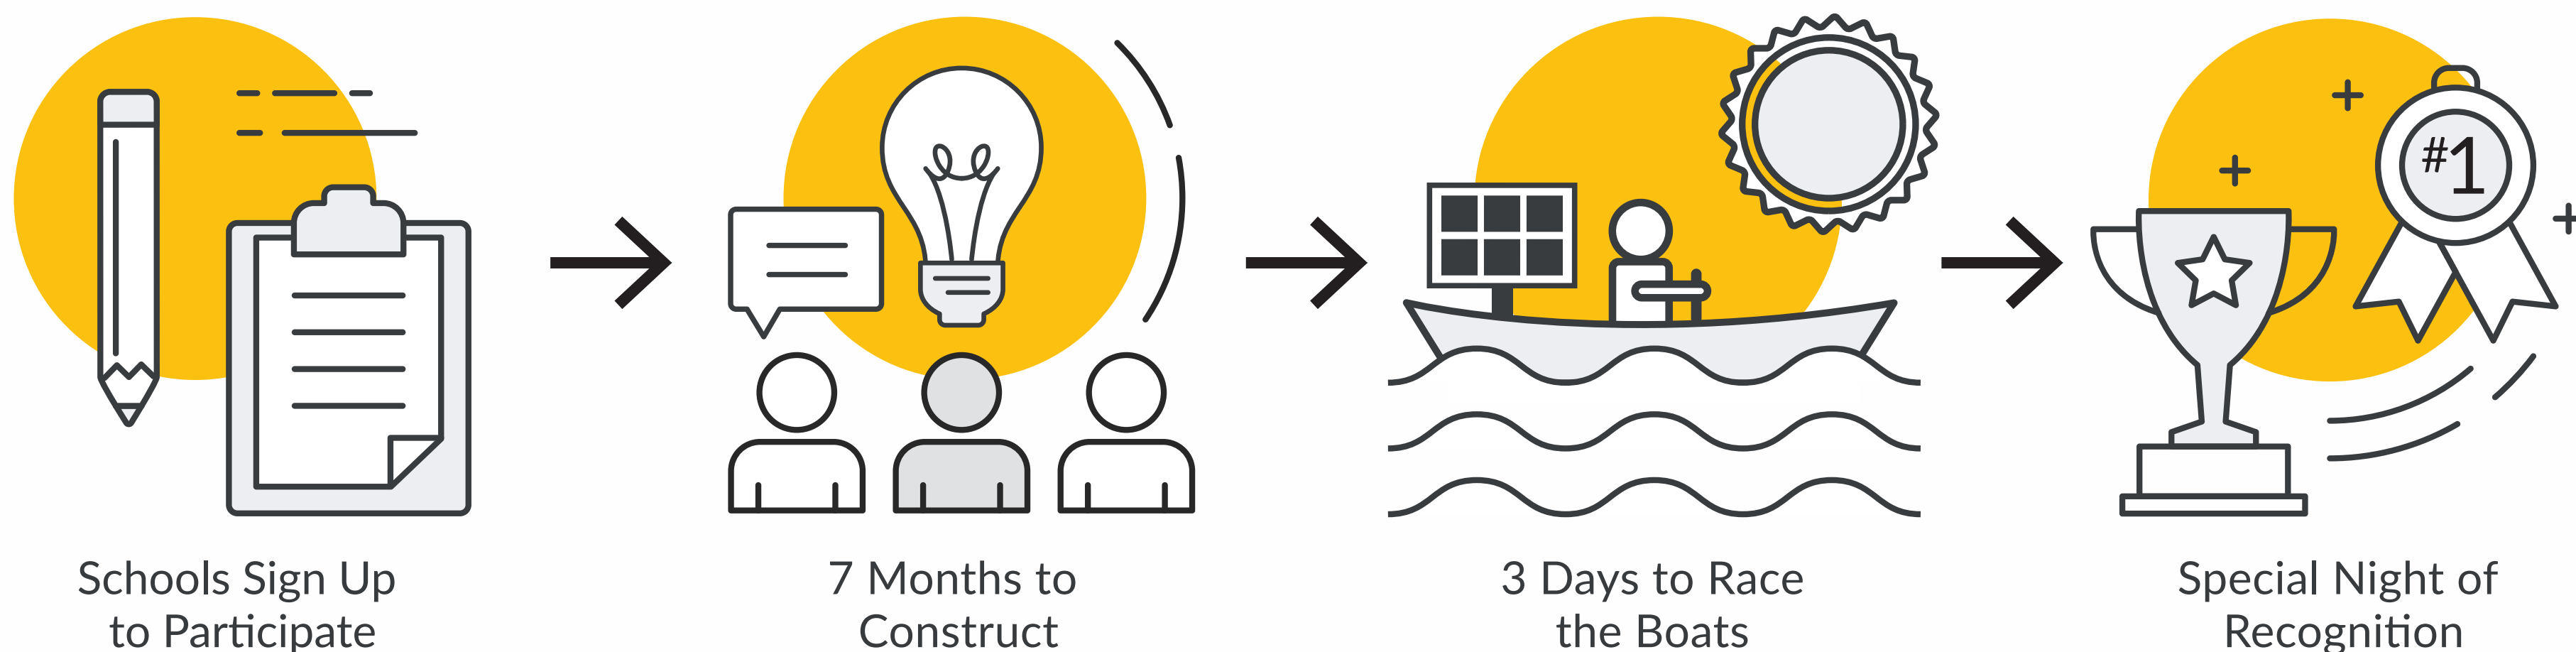 #1
Schools Sign Up
to Participate
7 Months to
Construct
3 Days to Race
the Boats
Special Night of
Recognition